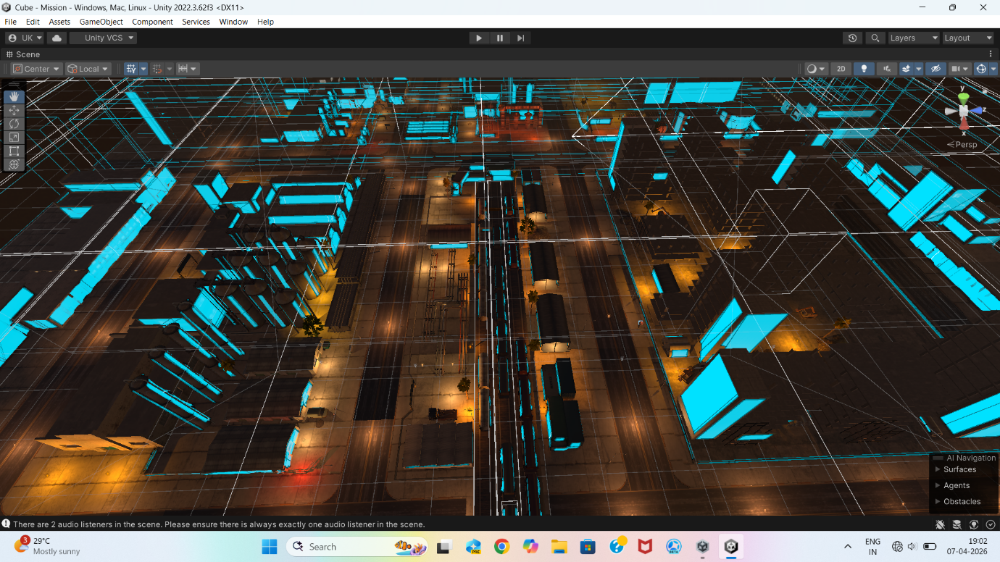 Cube - Mission - Windows, Mac, Linux - Unity 2022.3.62f3 <DX11>
File Edit Assets GameObject Component Services Window Help
UK Unity VCS Layers Layout
Scene
Center Local 2D
y
z
x
Persp
AI Navigation
Surfaces
Agents
Obstacles
There are 2 audio listeners in the scene. Please ensure there is always exactly one audio listener in the scene.
3
29°C
Mostly sunny
Search
PRE
BETA
ENG
IN
19:02
07-04-2026